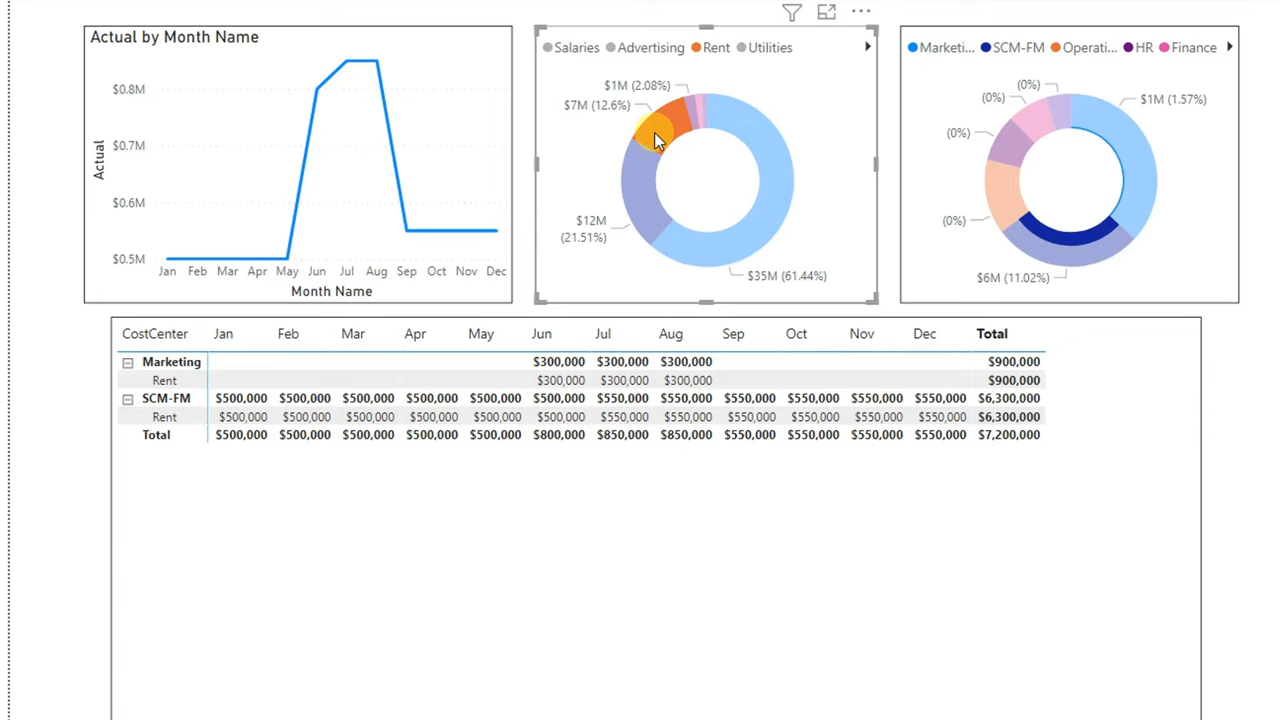 Actual by Month Name
$0.8M
$0.7M
$0.6M
$0.5M
Actual
Jan Feb Mar Apr May Jun Jul Aug Sep Oct Nov Dec
Month Name
Salaries Advertising Rent Utilities
$1M (2.08%)
$7M (12.6%)
$12M
(21.51%)
$35M (61.44%)
Marketi... SCM-FM Operati... HR Finance
(0%)
(0%)
(0%)
(0%)
$1M (1.57%)
$6M (11.02%)
CostCenter Jan Feb Mar Apr May Jun Jul Aug Sep Oct Nov Dec Total
Marketing $300,000 $300,000 $300,000 $900,000
Rent $300,000 $300,000 $300,000 $900,000
SCM-FM $500,000 $500,000 $500,000 $500,000 $500,000 $500,000 $550,000 $550,000 $550,000 $550,000 $550,000 $550,000 $6,300,000
Rent $500,000 $500,000 $500,000 $500,000 $500,000 $500,000 $550,000 $550,000 $550,000 $550,000 $550,000 $550,000 $6,300,000
Total $500,000 $500,000 $500,000 $500,000 $500,000 $800,000 $850,000 $850,000 $550,000 $550,000 $550,000 $550,000 $7,200,000